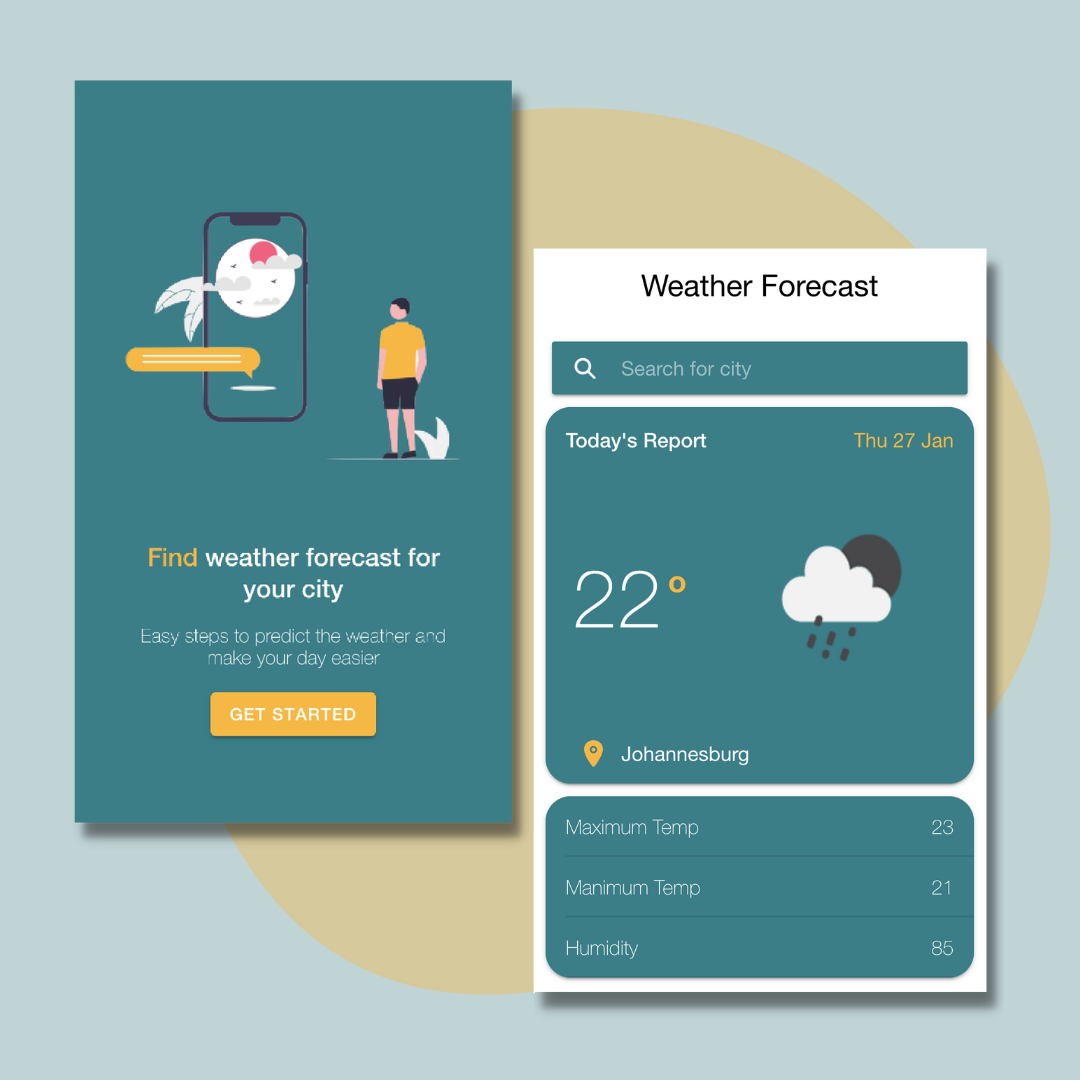 Find weather forecast for
your city
Easy steps to predict the weather and
make your day easier
GET STARTED
Weather Forecast
Search for city
Today's Report
Thu 27 Jan
22°
Johannesburg
Maximum Temp 23
Manimum Temp 21
Humidity 85